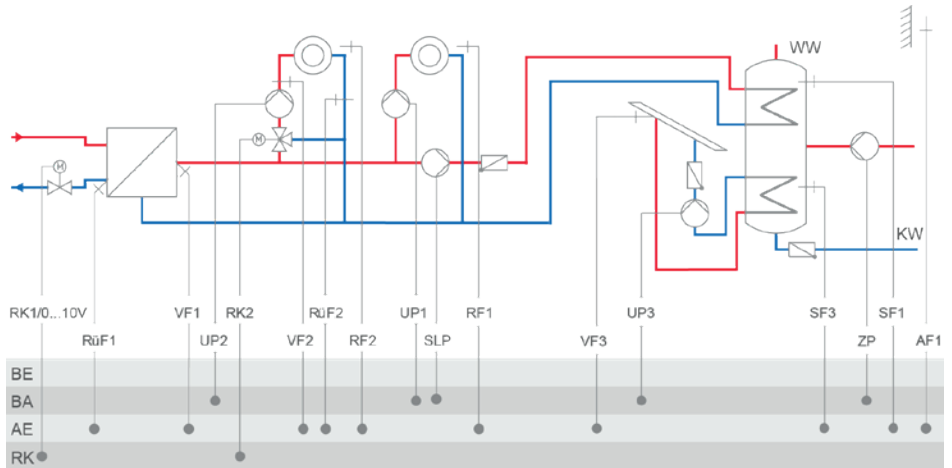 WW
M
M
KW
RK1/0...10V VF1 RK2 RüF2 UP1 RF1 UP3 SF3 SF1
RüF1 UP2 VF2 RF2 SLP VF3 ZP AF1
BE
BA
AE
RK